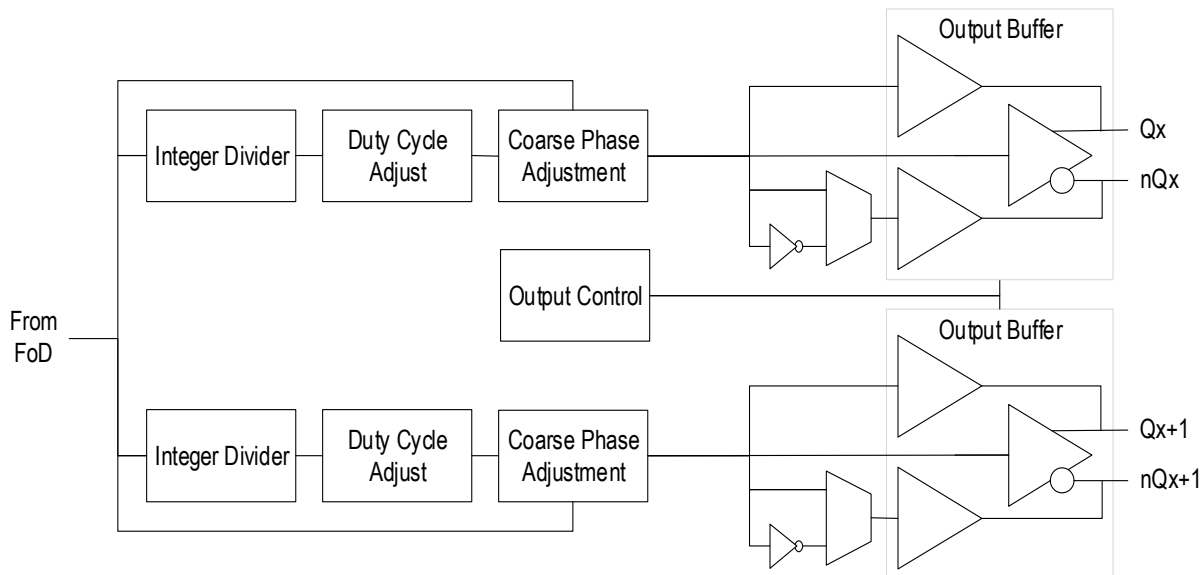 Output Buffer
Integer Divider
Duty Cycle
Adjust
Coarse Phase
Adjustment
Qx
nQx
Output Control
From
FoD
Output Buffer
Integer Divider
Duty Cycle
Adjust
Coarse Phase
Adjustment
Qx+1
nQx+1